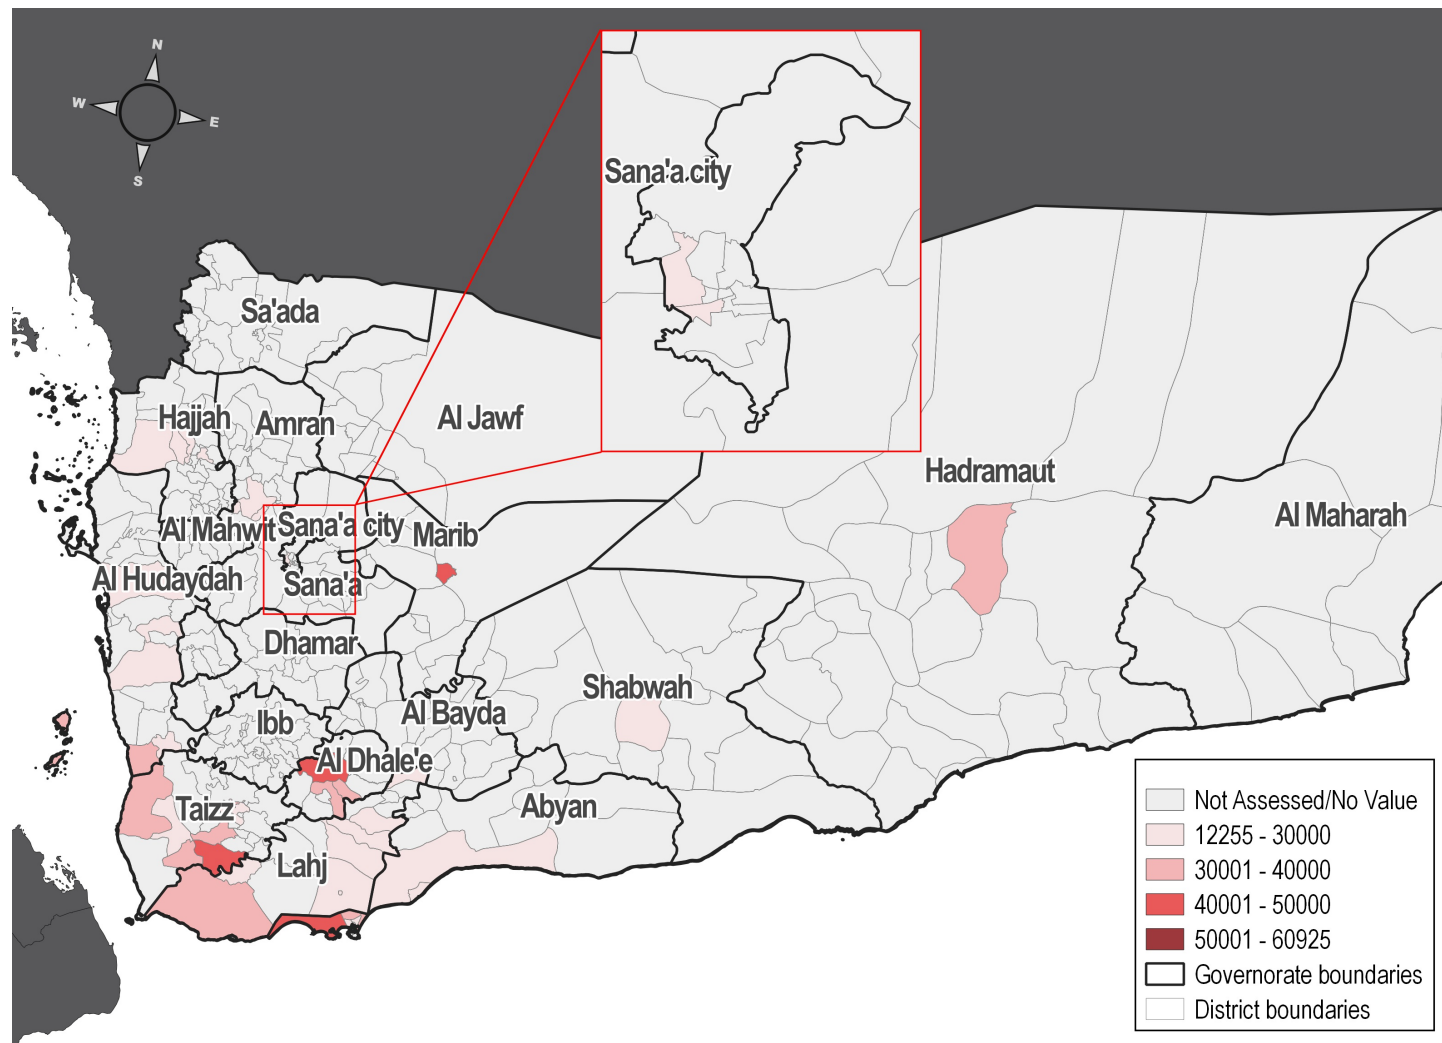 N
W
E
S
Sana'a city
Sa'ada
Hajjah
Amran
Al Jawf
Hadramaut
Al Maharah
Al Mahwit
Sana'a city
Marib
Al Hudaydah
Sana'a
Dhamar
Shabwah
Ibb
Al Bayda
Al Dhale'e
Taizz
Abyan
Lahj
Not Assessed/No Value
12255 - 30000
30001 - 40000
40001 - 50000
50001 - 60925
Governorate boundaries
District boundaries